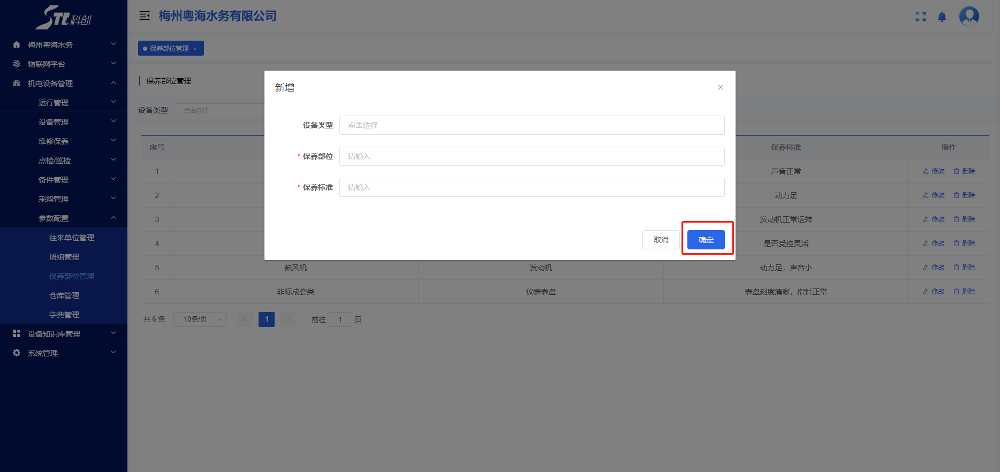 STC科创
梅州粤海水务
物联网平台
机电设备管理
运行管理
设备管理
维修保养
点检/巡检
备件管理
采购管理
参数配置
往来单位管理
班组管理
保养部位管理
仓库管理
字典管理
设备知识库管理
系统管理
梅州粤海水务有限公司
保养部位管理 ×
保养部位管理
设备类型 点击选择
新增
设备类型 点击选择
* 保养部位 请输入
* 保养标准 请输入
取消 确定
序号 保养标准 操作
1 声音正常 修改 删除
2 动力足 修改 删除
3 发动机正常运转 修改 删除
4 是否受控灵活 修改 删除
5 鼓风机 发动机 动力足，声音小 修改 删除
6 非标成套类 仪表表盘 表盘刻度清晰，指针正常 修改 删除
共 6 条 10条/页 1 前往 1 页